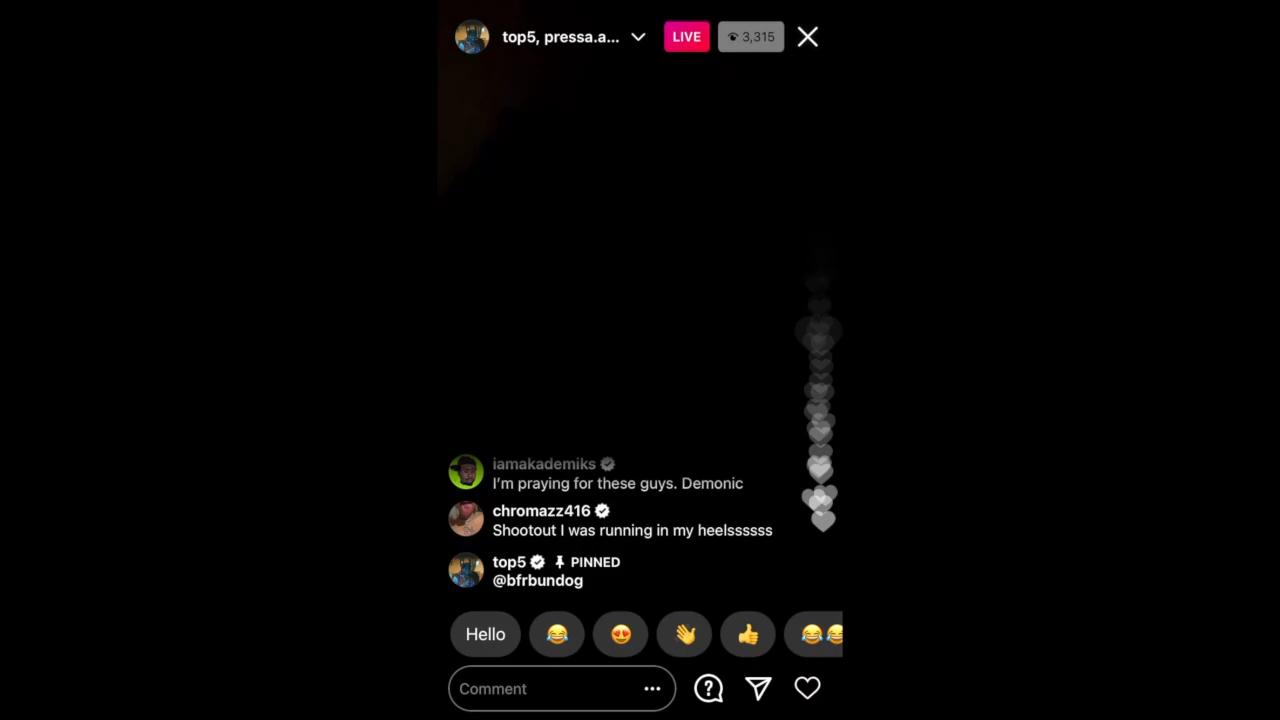 top5, pressa.a...
LIVE
3,315
iamakademiks
I'm praying for these guys. Demonic
chromazz416
Shootout I was running in my heelssssss
top5 PINNED
@bfrbundog
Hello
Comment